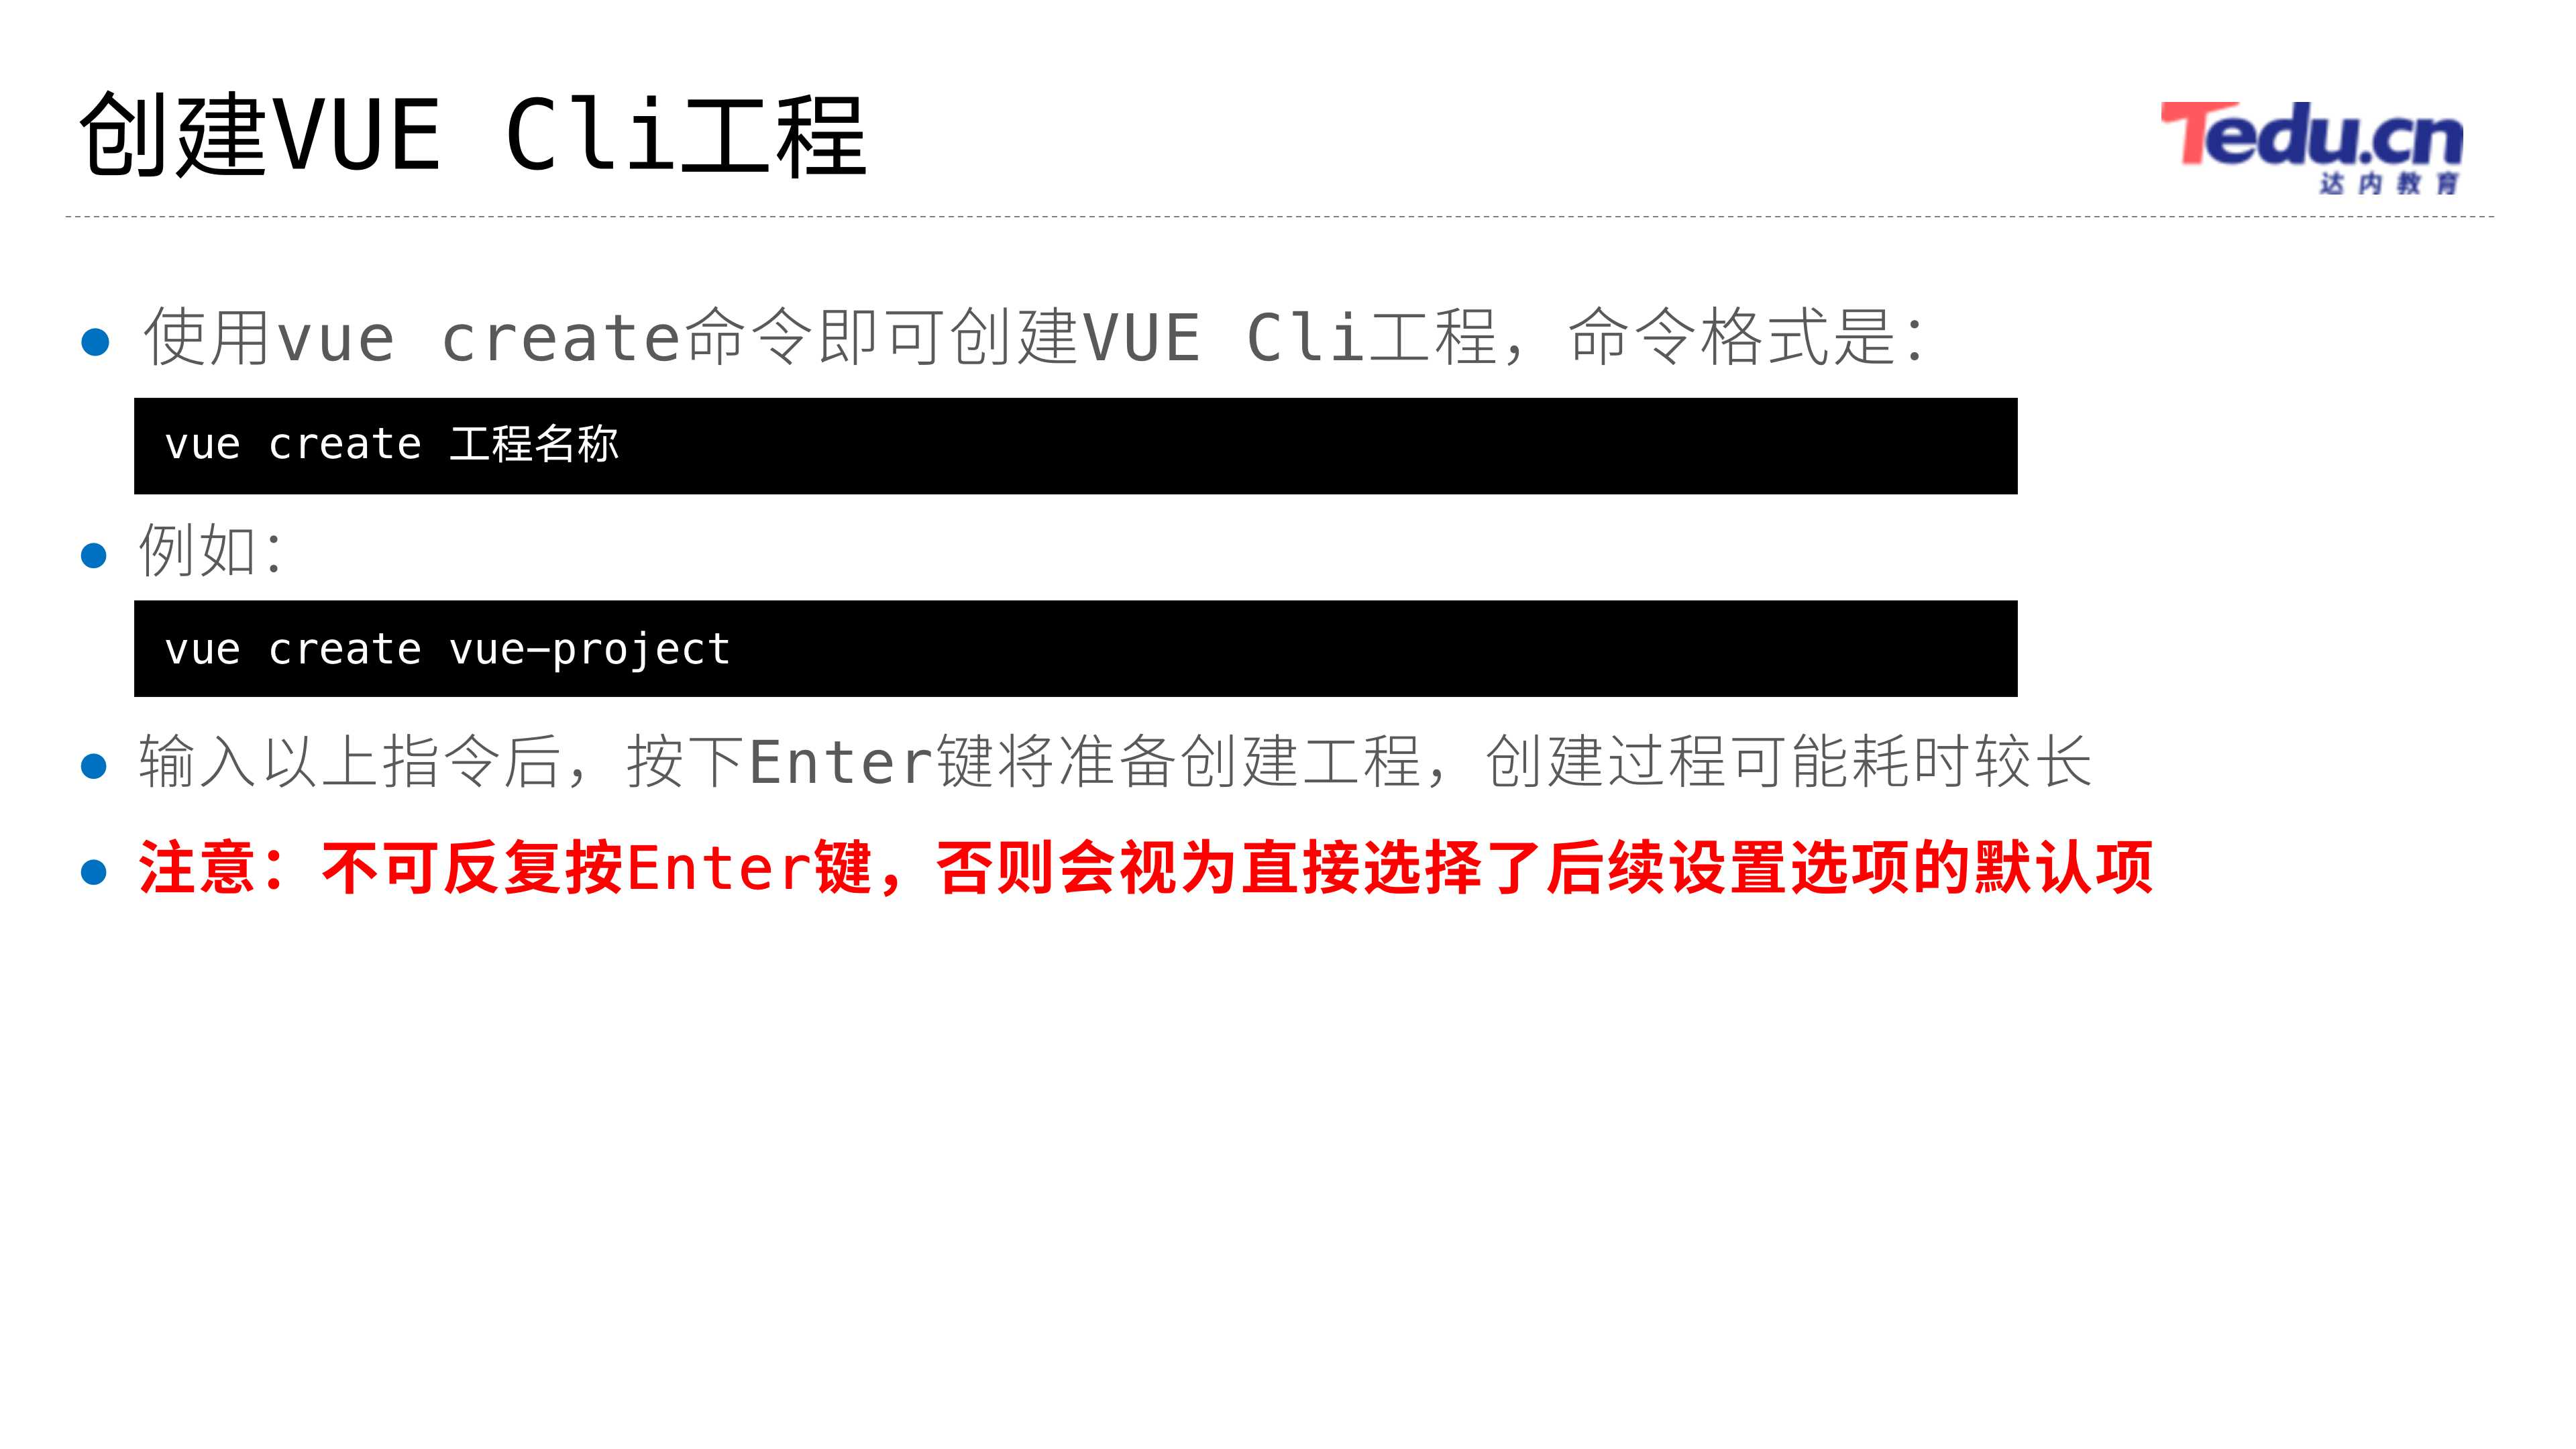 创建VUE Cli工程
Tedu.cn
达内教育
使用vue create命令即可创建VUE Cli工程，命令格式是：
vue create 工程名称
例如：
vue create vue-project
输入以上指令后，按下Enter键将准备创建工程，创建过程可能耗时较长
注意：不可反复按Enter键，否则会视为直接选择了后续设置选项的默认项